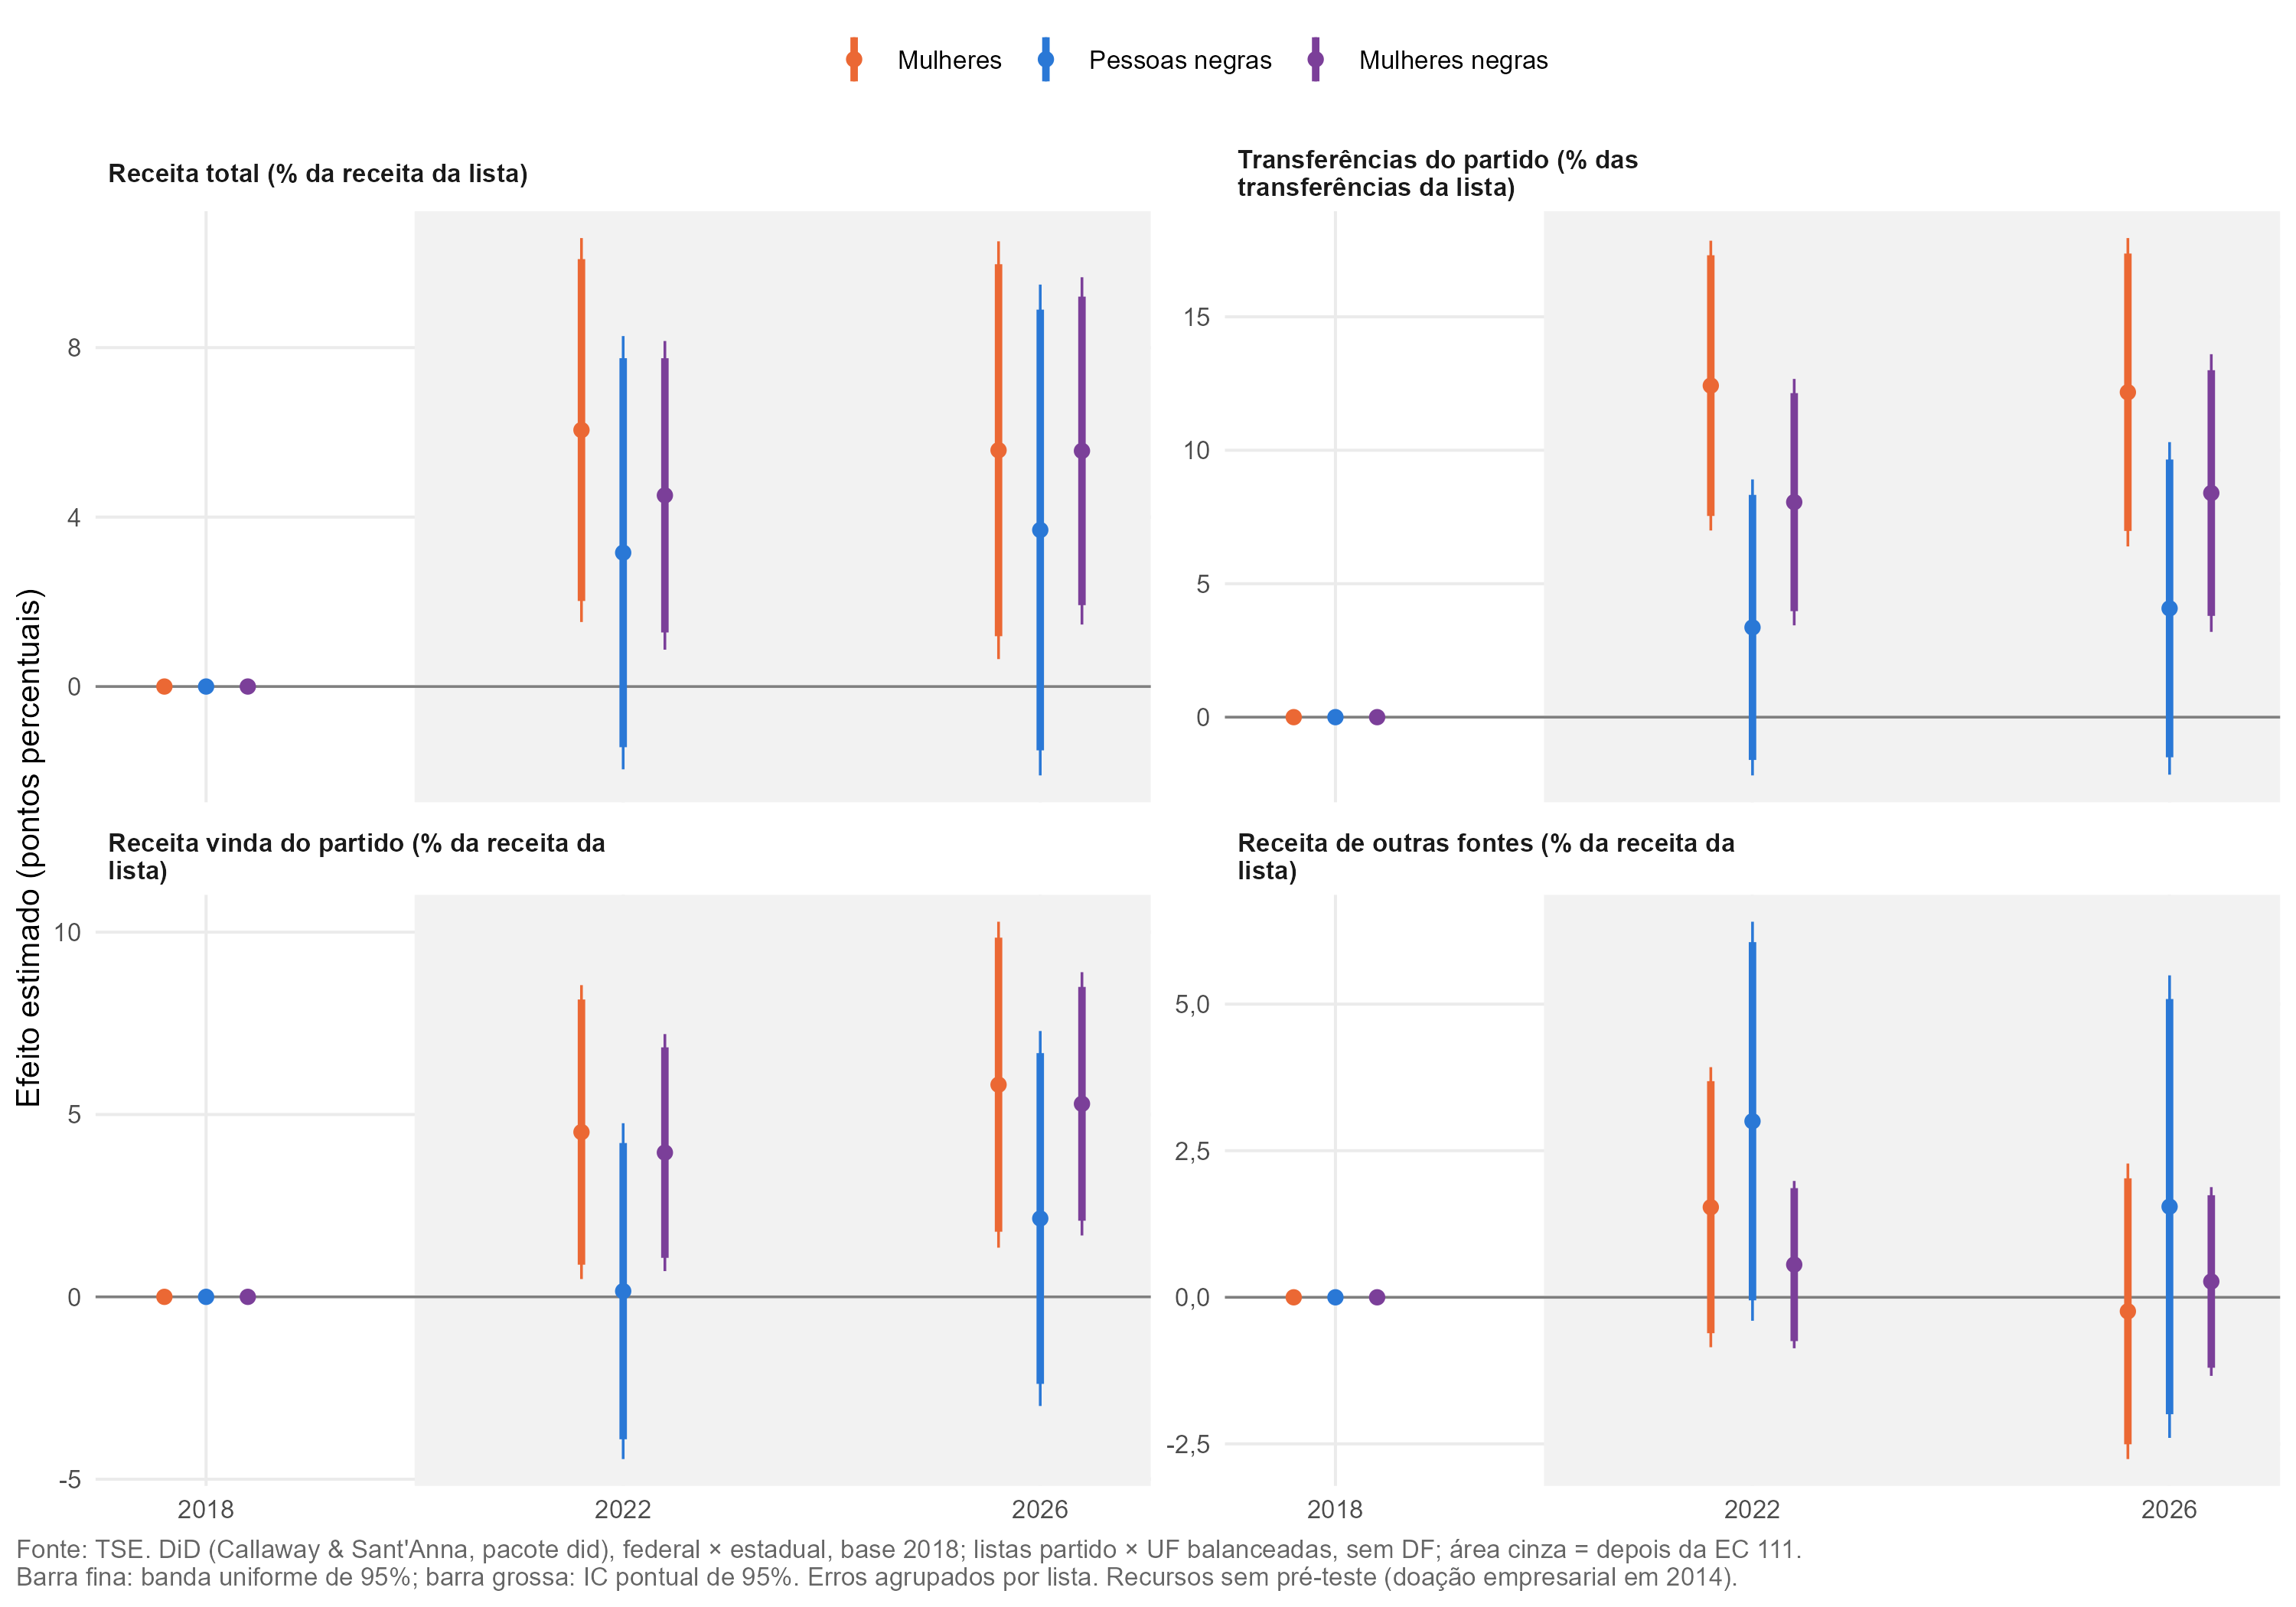 Mulheres Pessoas negras Mulheres negras
Receita total (% da receita da lista)
Transferências do partido (% das
transferências da lista)
8
4
0
15
10
5
0
Efeito estimado (pontos percentuais)
Receita vinda do partido (% da receita da
lista)
Receita de outras fontes (% da receita da
lista)
10
5
0
-5
5,0
2,5
0,0
-2,5
2018 2022 2026
2018 2022 2026
Fonte: TSE. DiD (Callaway & Sant'Anna, pacote did), federal × estadual, base 2018; listas partido × UF balanceadas, sem DF; área cinza = depois da EC 111.
Barra fina: banda uniforme de 95%; barra grossa: IC pontual de 95%. Erros agrupados por lista. Recursos sem pré-teste (doação empresarial em 2014).